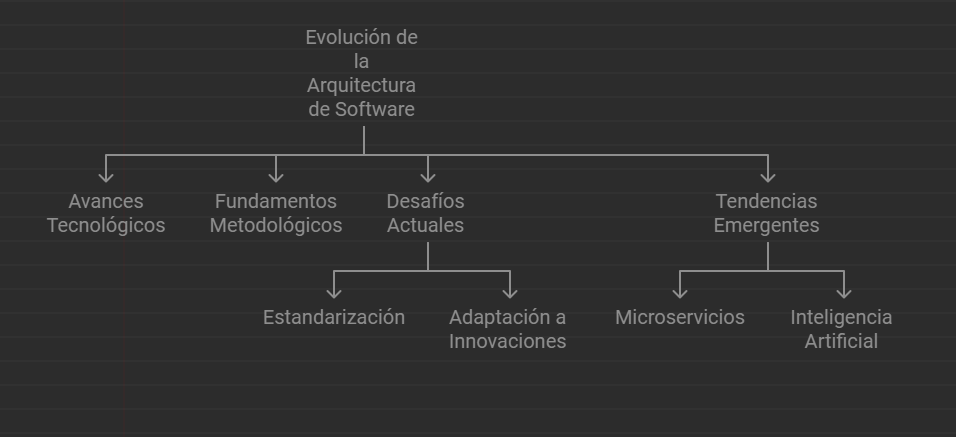 Evolución de
la
Arquitectura
de Software
Avances
Tecnológicos
Fundamentos
Metodológicos
Desafíos
Actuales
Tendencias
Emergentes
Estandarización
Adaptación a
Innovaciones
Microservicios
Inteligencia
Artificial